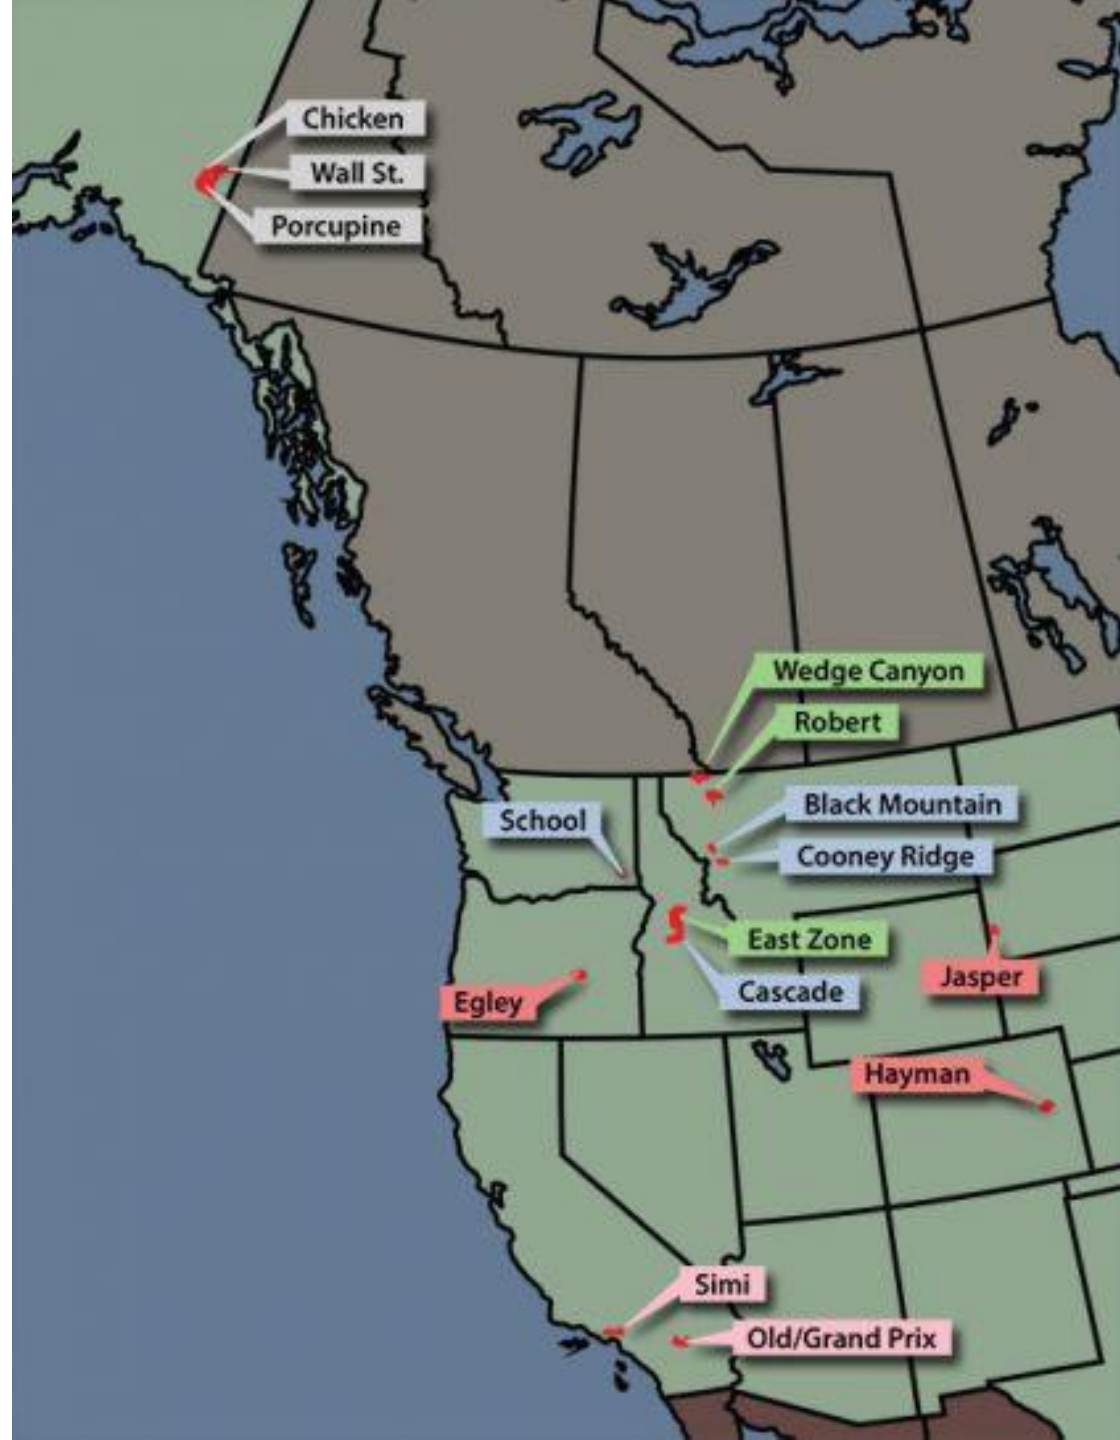 Chicken
Wall St.
Porcupine
Wedge Canyon
Robert
Black Mountain
School
Cooney Ridge
East Zone
Jasper
Cascade
Egley
Hayman
Simi
Old/Grand Prix